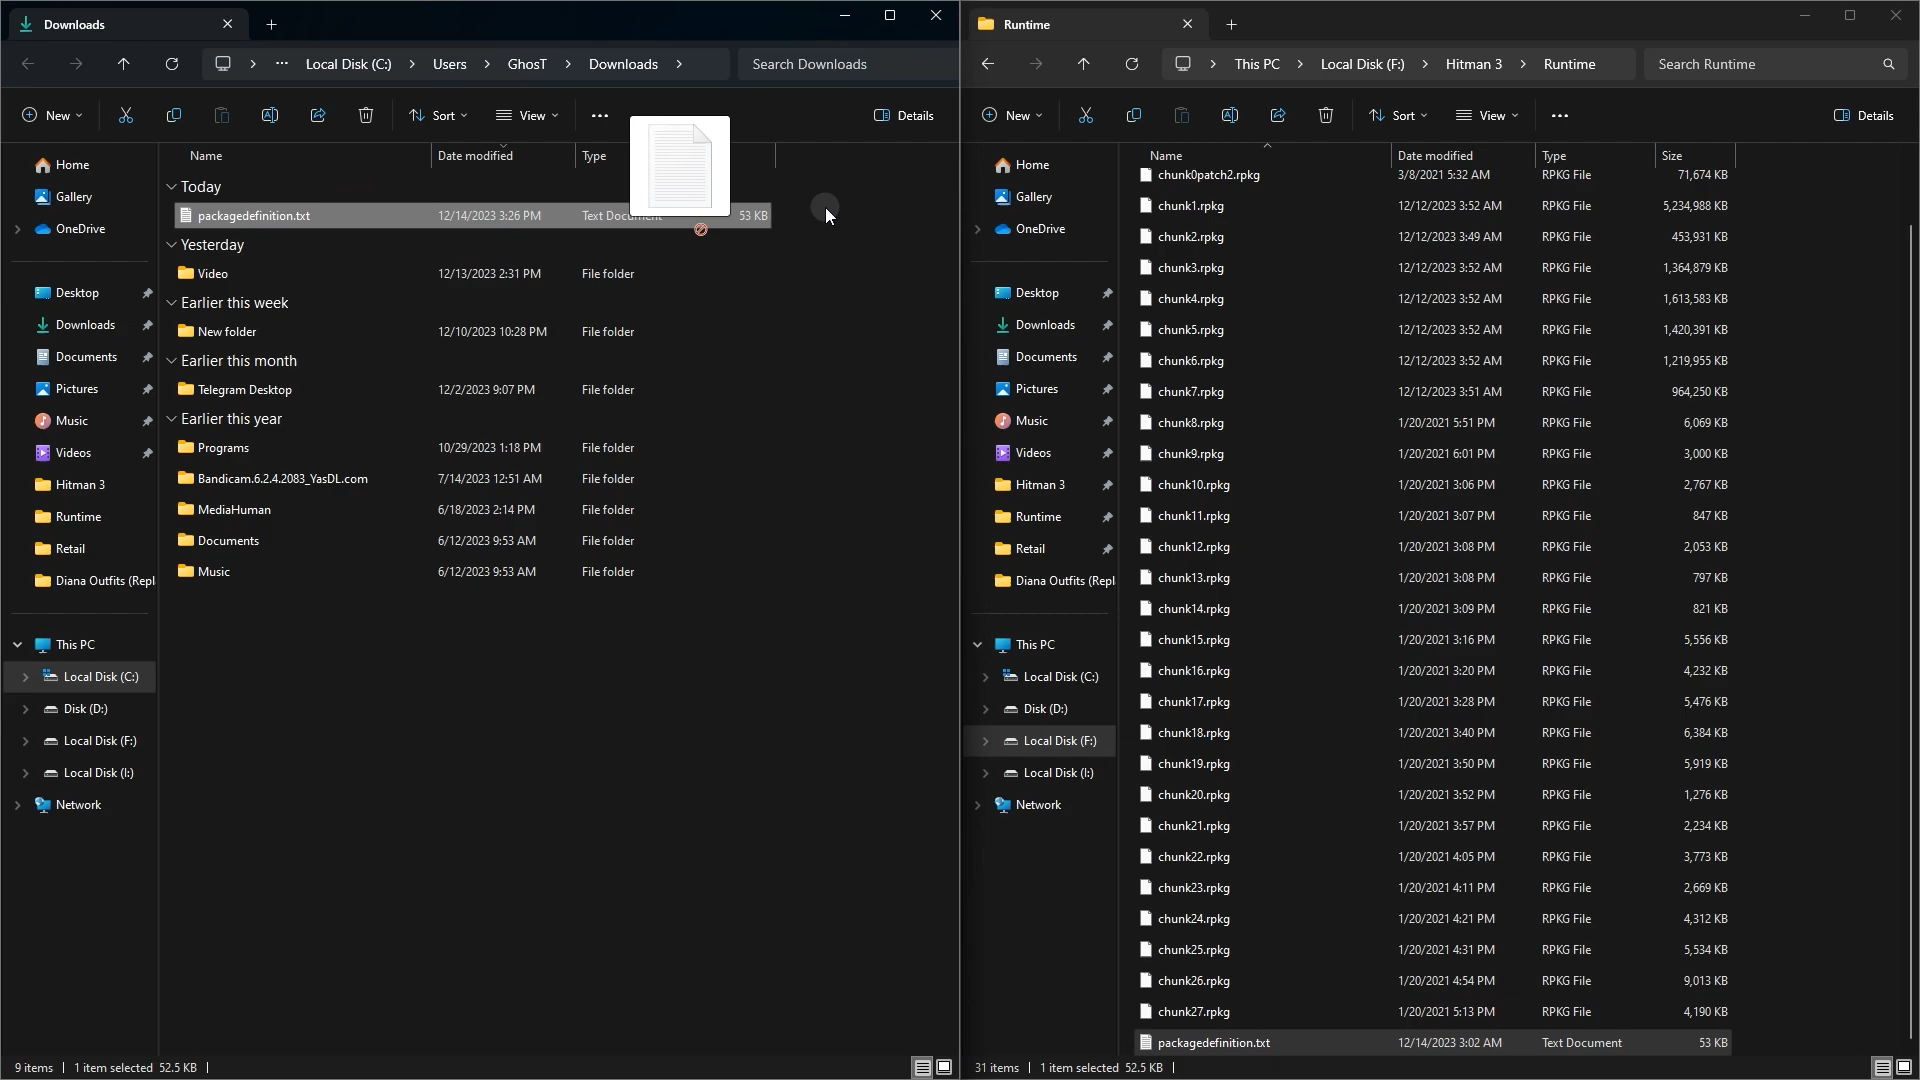 Downloads
Local Disk (C:) Users GhosT Downloads Search Downloads
New Sort View Details
Home
Gallery
OneDrive
Desktop
Downloads
Documents
Pictures
Music
Videos
Hitman 3
Runtime
Retail
Diana Outfits (Repl
This PC
Local Disk (C:)
Disk (D:)
Local Disk (F:)
Local Disk (I:)
Network
Name Date modified Type
Today
packagedefinition.txt 12/14/2023 3:26 PM Text Document 53 KB
Yesterday
Video 12/13/2023 2:31 PM File folder
Earlier this week
New folder 12/10/2023 10:28 PM File folder
Earlier this month
Telegram Desktop 12/2/2023 9:07 PM File folder
Earlier this year
Programs 10/29/2023 1:18 PM File folder
Bandicam.6.2.4.2083_YasDL.com 7/14/2023 12:51 AM File folder
MediaHuman 6/18/2023 2:14 PM File folder
Documents 6/12/2023 9:53 AM File folder
Music 6/12/2023 9:53 AM File folder
9 items 1 item selected 52.5 KB
Runtime
This PC Local Disk (F:) Hitman 3 Runtime Search Runtime
New Sort View Details
Home
Gallery
OneDrive
Desktop
Downloads
Documents
Pictures
Music
Videos
Hitman 3
Runtime
Retail
Diana Outfits (Repl
This PC
Local Disk (C:)
Disk (D:)
Local Disk (F:)
Local Disk (I:)
Network
Name Date modified Type Size
chunk0patch2.rpkg 3/8/2021 5:32 AM RPKG File 71,674 KB
chunk1.rpkg 12/12/2023 3:52 AM RPKG File 5,234,988 KB
chunk2.rpkg 12/12/2023 3:49 AM RPKG File 453,931 KB
chunk3.rpkg 12/12/2023 3:52 AM RPKG File 1,364,879 KB
chunk4.rpkg 12/12/2023 3:52 AM RPKG File 1,613,583 KB
chunk5.rpkg 12/12/2023 3:52 AM RPKG File 1,420,391 KB
chunk6.rpkg 12/12/2023 3:52 AM RPKG File 1,219,955 KB
chunk7.rpkg 12/12/2023 3:51 AM RPKG File 964,250 KB
chunk8.rpkg 1/20/2021 5:51 PM RPKG File 6,069 KB
chunk9.rpkg 1/20/2021 6:01 PM RPKG File 3,000 KB
chunk10.rpkg 1/20/2021 3:06 PM RPKG File 2,767 KB
chunk11.rpkg 1/20/2021 3:07 PM RPKG File 847 KB
chunk12.rpkg 1/20/2021 3:08 PM RPKG File 2,053 KB
chunk13.rpkg 1/20/2021 3:08 PM RPKG File 797 KB
chunk14.rpkg 1/20/2021 3:09 PM RPKG File 821 KB
chunk15.rpkg 1/20/2021 3:16 PM RPKG File 5,556 KB
chunk16.rpkg 1/20/2021 3:20 PM RPKG File 4,232 KB
chunk17.rpkg 1/20/2021 3:28 PM RPKG File 5,476 KB
chunk18.rpkg 1/20/2021 3:40 PM RPKG File 6,384 KB
chunk19.rpkg 1/20/2021 3:50 PM RPKG File 5,919 KB
chunk20.rpkg 1/20/2021 3:52 PM RPKG File 1,276 KB
chunk21.rpkg 1/20/2021 3:57 PM RPKG File 2,234 KB
chunk22.rpkg 1/20/2021 4:05 PM RPKG File 3,773 KB
chunk23.rpkg 1/20/2021 4:11 PM RPKG File 2,669 KB
chunk24.rpkg 1/20/2021 4:21 PM RPKG File 4,312 KB
chunk25.rpkg 1/20/2021 4:31 PM RPKG File 5,534 KB
chunk26.rpkg 1/20/2021 4:54 PM RPKG File 9,013 KB
chunk27.rpkg 1/20/2021 5:13 PM RPKG File 4,190 KB
packagedefinition.txt 12/14/2023 3:02 AM Text Document 53 KB
31 items 1 item selected 52.5 KB